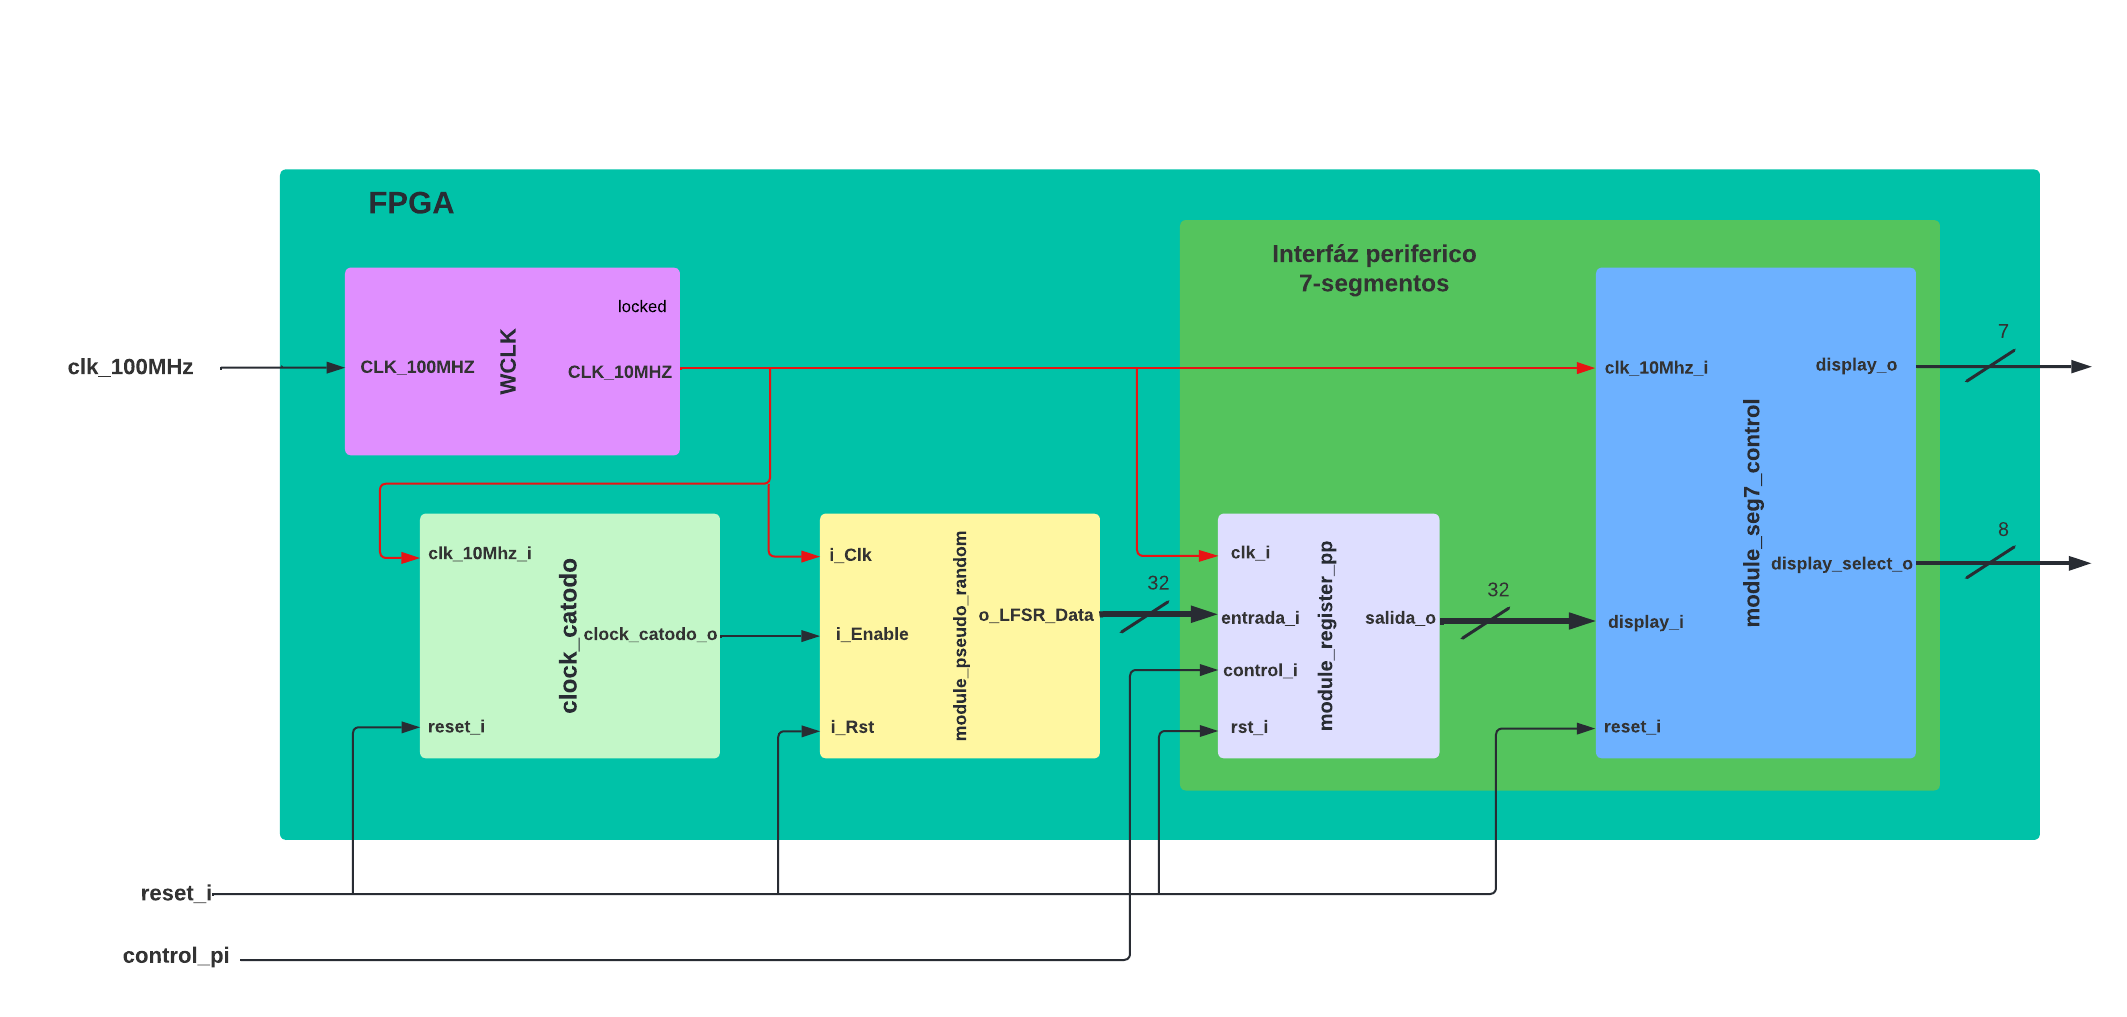 FPGA
Interfáz periferico
7-segmentos
locked
WCLK
clk_100MHz
CLK_100MHZ
CLK_10MHZ
clk_10Mhz_i
display_o
7
module_seg7_control
8
display_select_o
clk_10Mhz_i
clock_catodo
clock_catodo_o
reset_i
i_Clk
module_pseudo_random
o_LFSR_Data
i_Enable
i_Rst
32
clk_i
module_register_pp
entrada_i
salida_o
control_i
rst_i
32
display_i
reset_i
reset_i
control_pi